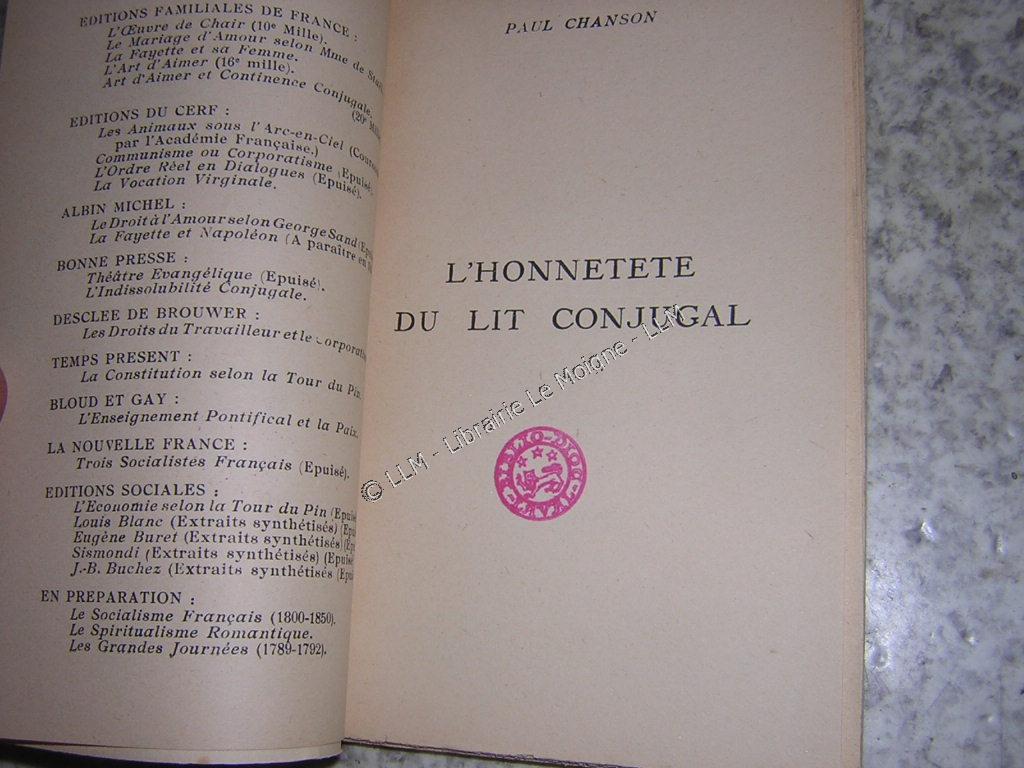 EDITIONS FAMILIALES DE FRANCE :
L'Œuvre de Chair (10e Mille).
Le Mariage d'Amour selon Mme de
La Fayette et sa Femme.
L'Art d'Aimer (16e mille).
Art d'Aimer et Continence Conjugale.
(20e
EDITIONS DU CERF :
Les Animaux sous l'Arc-en-Ciel
par l'Académie Française.)
Communisme ou Corporatisme (Epuisé).
L'Ordre Réel en Dialogues (Epuisé).
La Vocation Virginale.
ALBIN MICHEL :
Le Droit à l'Amour selon George Sand
La Fayette et Napoléon (A paraître en
BONNE PRESSE :
Théâtre Evangélique (Epuisé).
L'Indissolubilité Conjugale.
DESCLEE DE BROUWER :
Les Droits du Travailleur et le
TEMPS PRESENT :
La Constitution selon la Tour du Pin.
BLOUD ET GAY :
L'Enseignement Pontifical et la Paix.
LA NOUVELLE FRANCE :
Trois Socialistes Français (Epuisé).
EDITIONS SOCIALES :
L'Economie selon la Tour du Pin
Louis Blanc (Extraits synthétisés)
Eugène Buret (Extraits synthétisés)
Sismondi (Extraits synthétisés)
J.-B. Buchez (Extraits synthétisés
EN PREPARATION :
Le Socialisme Français (1800-1850).
Le Spiritualisme Romantique.
Les Grandes Journées (1789-1792).
PAUL CHANSON
L'HONNETETE
DU LIT CONJUGAL
© LLM - Librairie Le Moigne - LLM